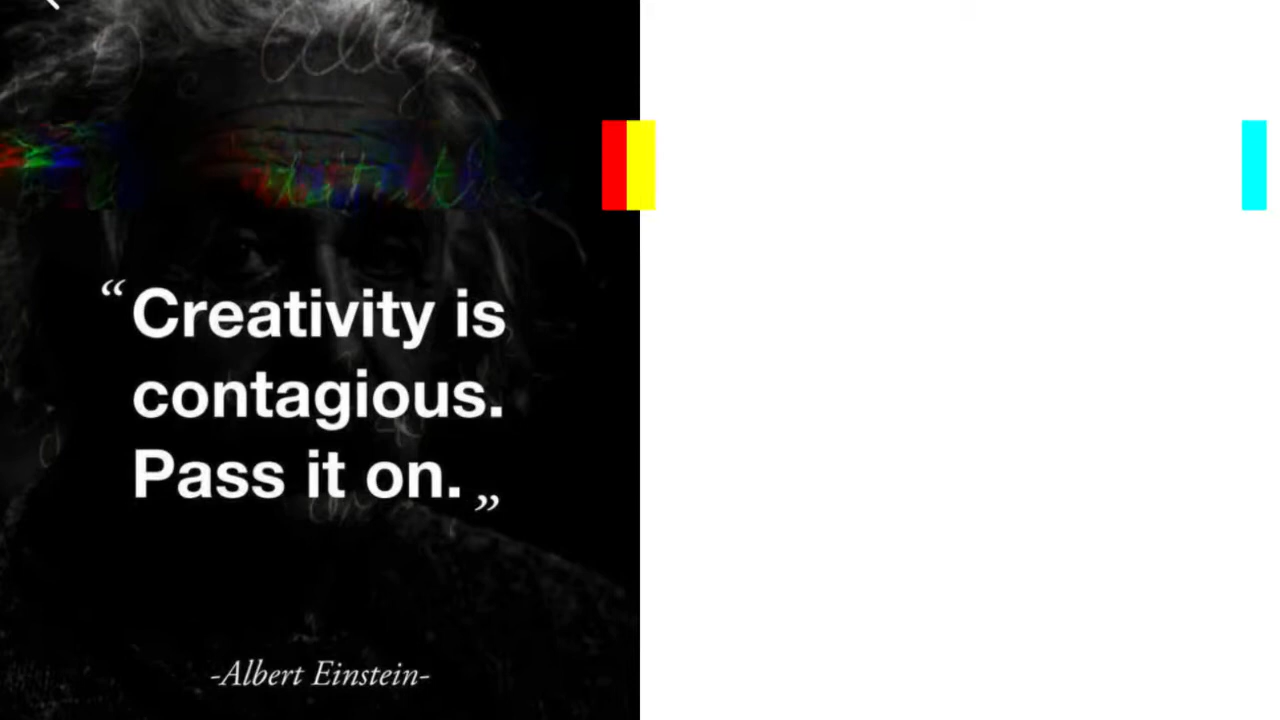 “Creativity is
contagious.
Pass it on.”
-Albert Einstein-